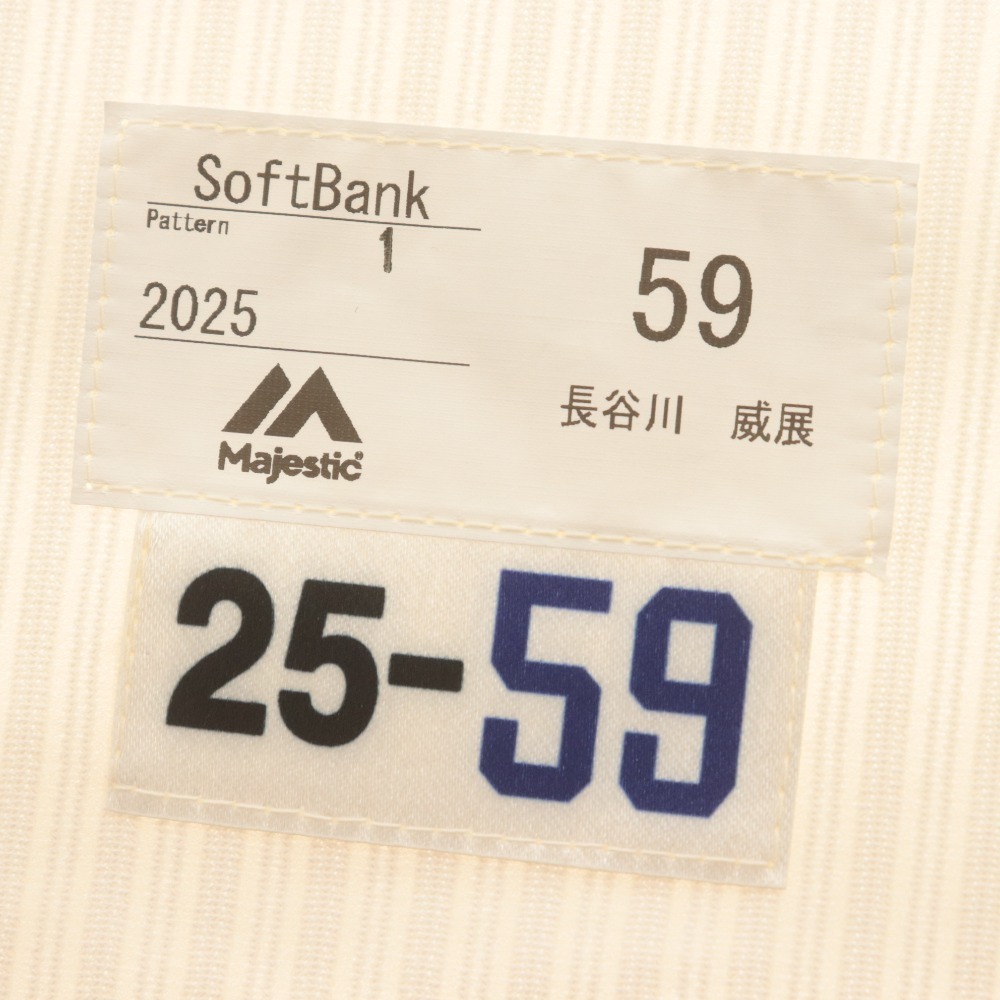 SoftBank
Pattern
1
2025
Majestic®
59
長谷川 威展
25-59